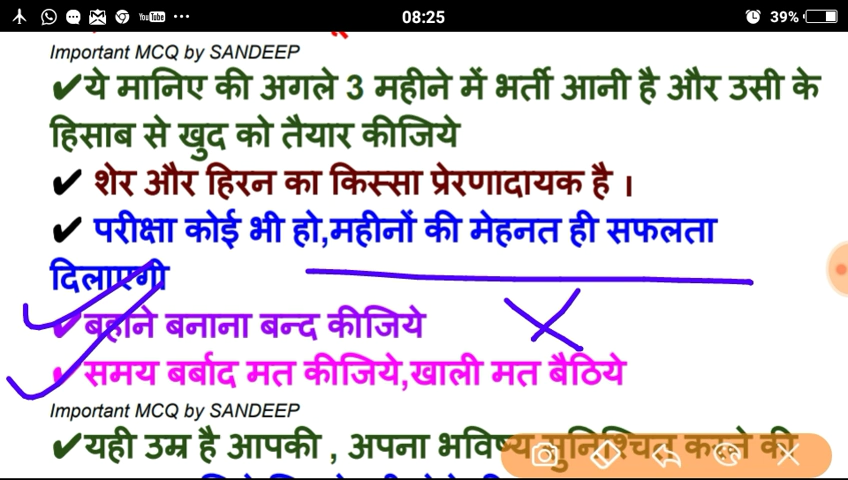 08:25
39%
Important MCQ by SANDEEP
✔ये मानिए की अगले 3 महीने में भर्ती आनी है और उसी के
हिसाब से खुद को तैयार कीजिये
✔ शेर और हिरन का किस्सा प्रेरणादायक है ।
✔ परीक्षा कोई भी हो,महीनों की मेहनत ही सफलता
दिलाएगी
✔बहाने बनाना बन्द कीजिये
✔समय बर्बाद मत कीजिये,खाली मत बैठिये
Important MCQ by SANDEEP
✔यही उम्र है आपकी , अपना भविष्य सुनिश्चित करने की